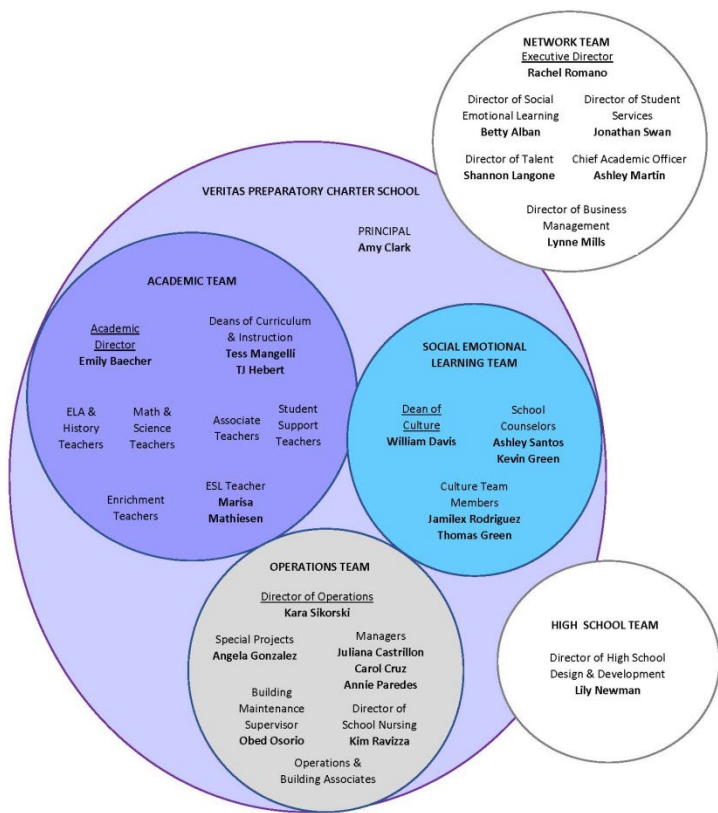 NETWORK TEAM
Executive Director
Rachel Romano
Director of Social
Emotional Learning
Betty Alban
Director of Student
Services
Jonathan Swan
Director of Talent
Shannon Langone
Chief Academic Officer
Ashley Martin
Director of Business
Management
Lynne Mills
VERITAS PREPARATORY CHARTER SCHOOL
PRINCIPAL
Amy Clark
ACADEMIC TEAM
Academic
Director
Emily Baecher
Deans of Curriculum
& Instruction
Tess Mangelli
TJ Hebert
ELA &
History
Teachers
Math &
Science
Teachers
Associate
Teachers
Student
Support
Teachers
Enrichment
Teachers
ESL Teacher
Marisa
Mathiesen
SOCIAL EMOTIONAL
LEARNING TEAM
Dean of
Culture
William Davis
School
Counselors
Ashley Santos
Kevin Green
Culture Team
Members
Jamilex Rodriguez
Thomas Green
OPERATIONS TEAM
Director of Operations
Kara Sikorski
Special Projects
Angela Gonzalez
Managers
Juliana Castrillon
Carol Cruz
Annie Paredes
Building
Maintenance
Supervisor
Obed Osorio
Director of
School Nursing
Kim Ravizza
Operations &
Building Associates
HIGH SCHOOL TEAM
Director of High School
Design & Development
Lily Newman